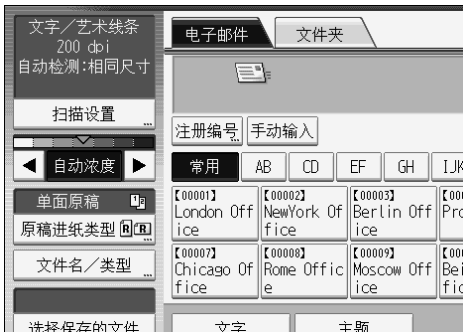 文字／艺术线条
200 dpi
自动检测:相同尺寸
扫描设置
自动浓度
单面原稿
原稿进纸类型
文件名／类型
选择保存的文件
电子邮件
文件夹
注册编号
手动输入
常用
AB
CD
EF
GH
IJK
【00001】
London Off
ice
【00002】
NewYork Of
fice
【00003】
Berlin Off
ice
【00007】
Chicago Of
fice
【00008】
Rome Offic
e
【00009】
Moscow Off
ice
文字
主题